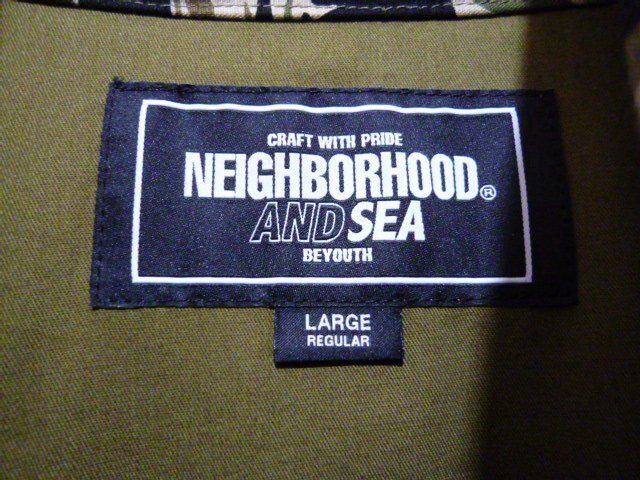 CRAFT WITH PRIDE
NEIGHBORHOOD®
AND SEA
BEYOUTH
LARGE
REGULAR